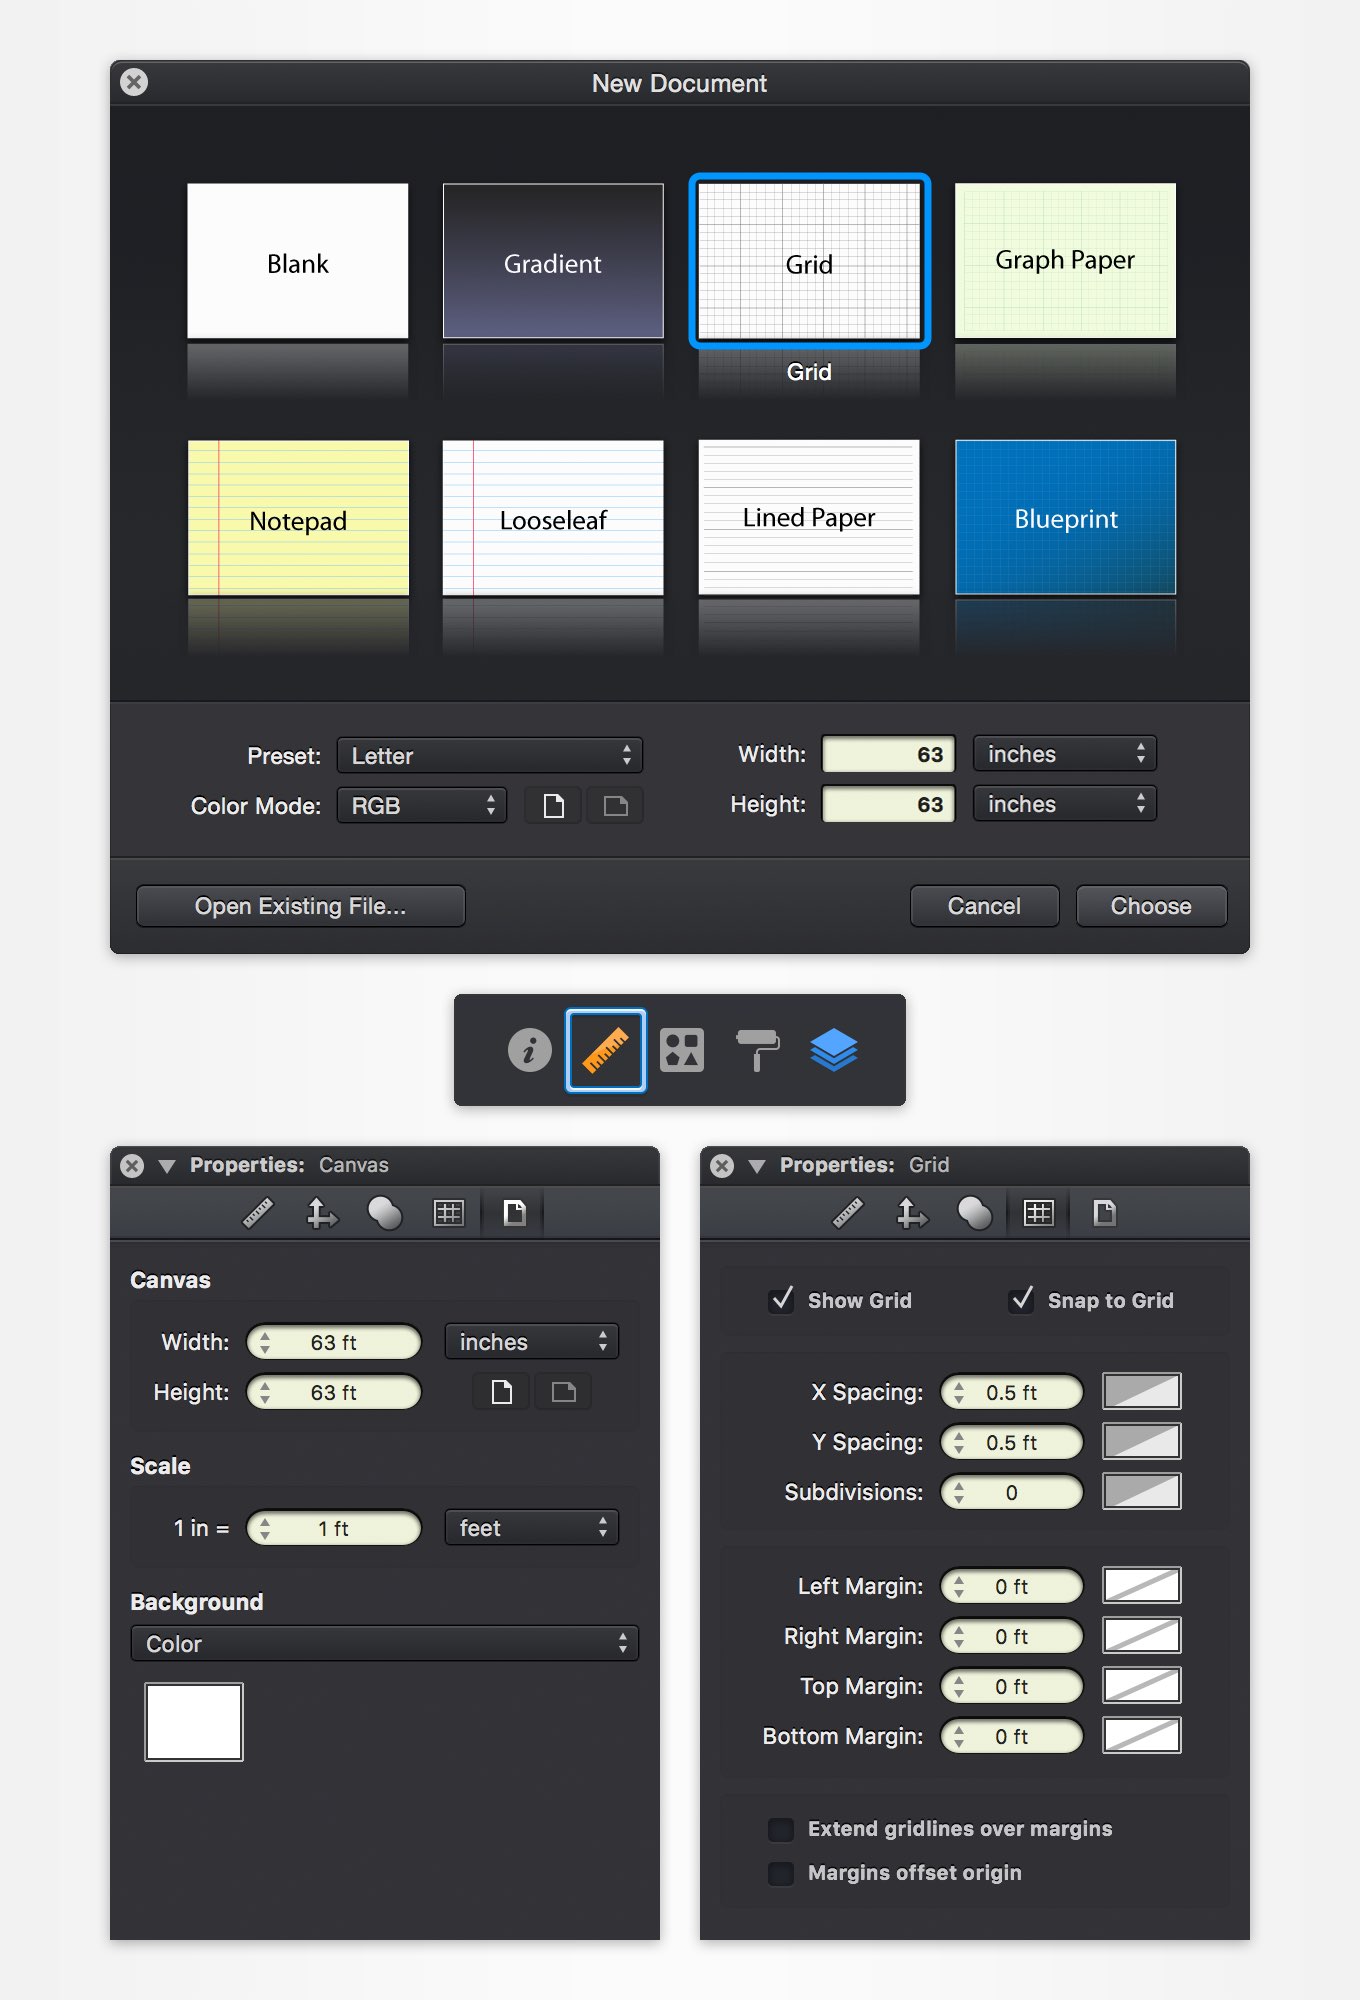 New Document
Blank
Gradient
Grid
Graph Paper
Grid
Notepad
Looseleaf
Lined Paper
Blueprint
Preset: Letter
Width: 63 inches
Color Mode: RGB
Height: 63 inches
Open Existing File...
Cancel
Choose
Properties: Canvas
Canvas
Width: 63 ft inches
Height: 63 ft
Scale
1 in = 1 ft feet
Background
Color
Properties: Grid
Show Grid
Snap to Grid
X Spacing: 0.5 ft
Y Spacing: 0.5 ft
Subdivisions: 0
Left Margin: 0 ft
Right Margin: 0 ft
Top Margin: 0 ft
Bottom Margin: 0 ft
Extend gridlines over margins
Margins offset origin